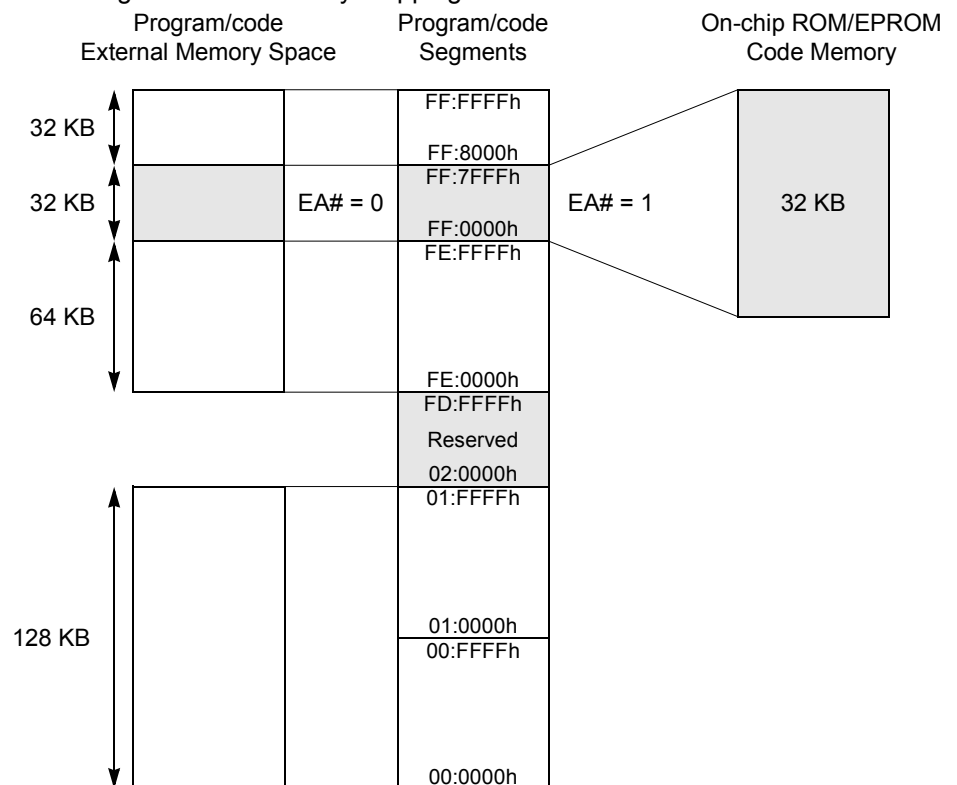 Program/code
External Memory Space
Program/code
Segments
On-chip ROM/EPROM
Code Memory
32 KB
FF:FFFFh
FF:8000h
32 KB
EA# = 0
FF:7FFFh
FF:0000h
EA# = 1
32 KB
64 KB
FE:FFFFh
FE:0000h
FD:FFFFh
Reserved
02:0000h
128 KB
01:FFFFh
01:0000h
00:FFFFh
00:0000h